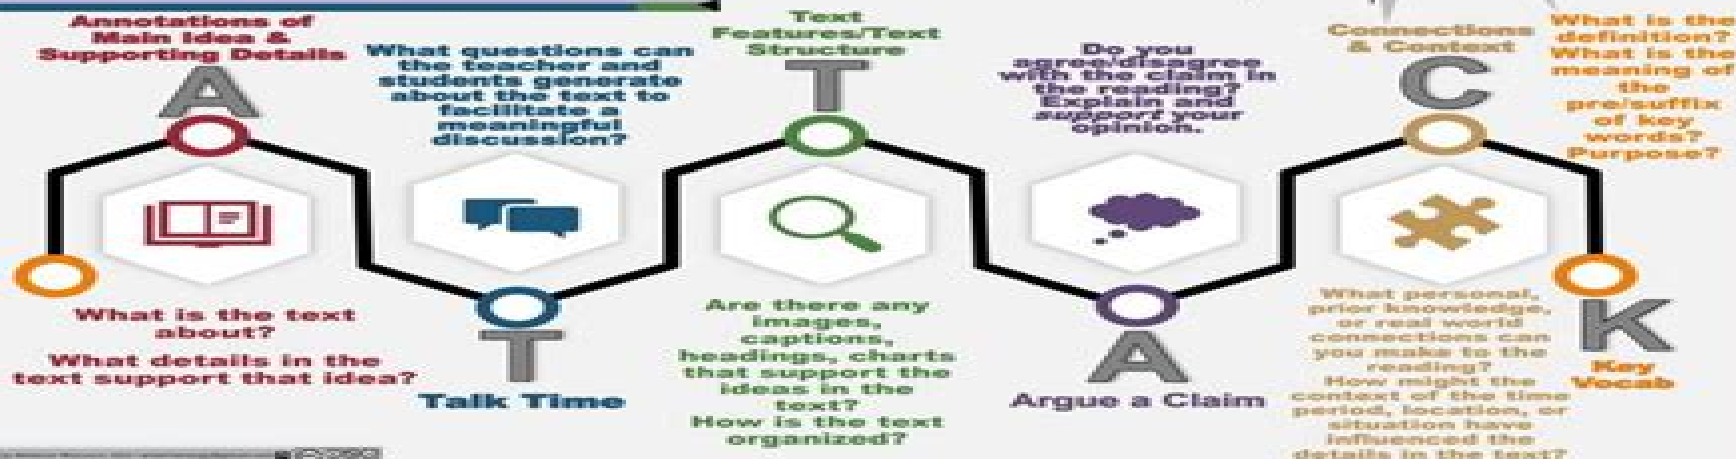 Annotations of
Main Idea &
Supporting Details
A
What is the text
about?
What details in the
text support that idea?
What questions can
the teacher and
students generate
about the text to
facilitate a
meaningful
discussion?
T
Talk Time
Text
Features/Text
Structure
T
Are there any
images,
captions,
headings, charts
that support the
ideas in the
text?
How is the text
organized?
Do you
agree/disagree
with the claim in
the reading?
Explain and
support your
opinion.
A
Argue a Claim
Connections
& Context
C
What personal,
prior knowledge,
or real world
connections can
you make to the
reading?
How might the
context of the time
period, location, or
situation have
influenced the
details in the text?
What is the
definition?
What is the
meaning of
the
pre/suffix
of key
words?
Purpose?
K
Key
Vocab